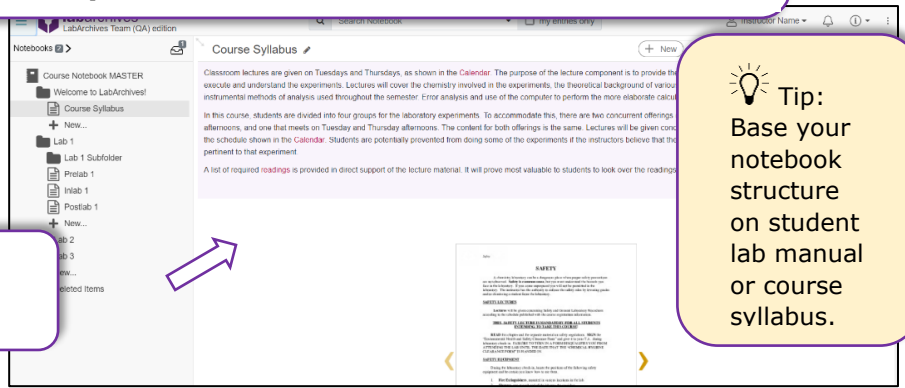 labarchives
LabArchives Team (QA) edition
Search Notebook
my entries only
Instructor Name
Notebooks 2
Course Syllabus
+ New
Course Notebook MASTER
Welcome to LabArchives!
Course Syllabus
+ New...
Lab 1
Lab 1 Subfolder
Prelab 1
Inlab 1
Postlab 1
+ New...
ab 2
ab 3
ew...
eleted Items
Classroom lectures are given on Tuesdays and Thursdays, as shown in the Calendar. The purpose of the lecture component is to provide the
execute and understand the experiments. Lectures will cover the chemistry involved in the experiments, the theoretical background of variou
instrumental methods of analysis used throughout the semester. Error analysis and use of the computer to perform the more elaborate calcul
In this course, students are divided into four groups for the laboratory experiments. To accommodate this, there are two concurrent offerings
afternoons, and one that meets on Tuesday and Thursday afternoons. The content for both offerings is the same. Lectures will be given conc
the schedule shown in the Calendar. Students are potentially prevented from doing some of the experiments if the instructors believe that the
pertinent to that experiment.
A list of required readings is provided in direct support of the lecture material. It will prove most valuable to students to look over the readings
SAFETY
SAFETY LECTURES
SAFETY EQUIPMENT
Tip:
Base your
notebook
structure
on student
lab manual
or course
syllabus.